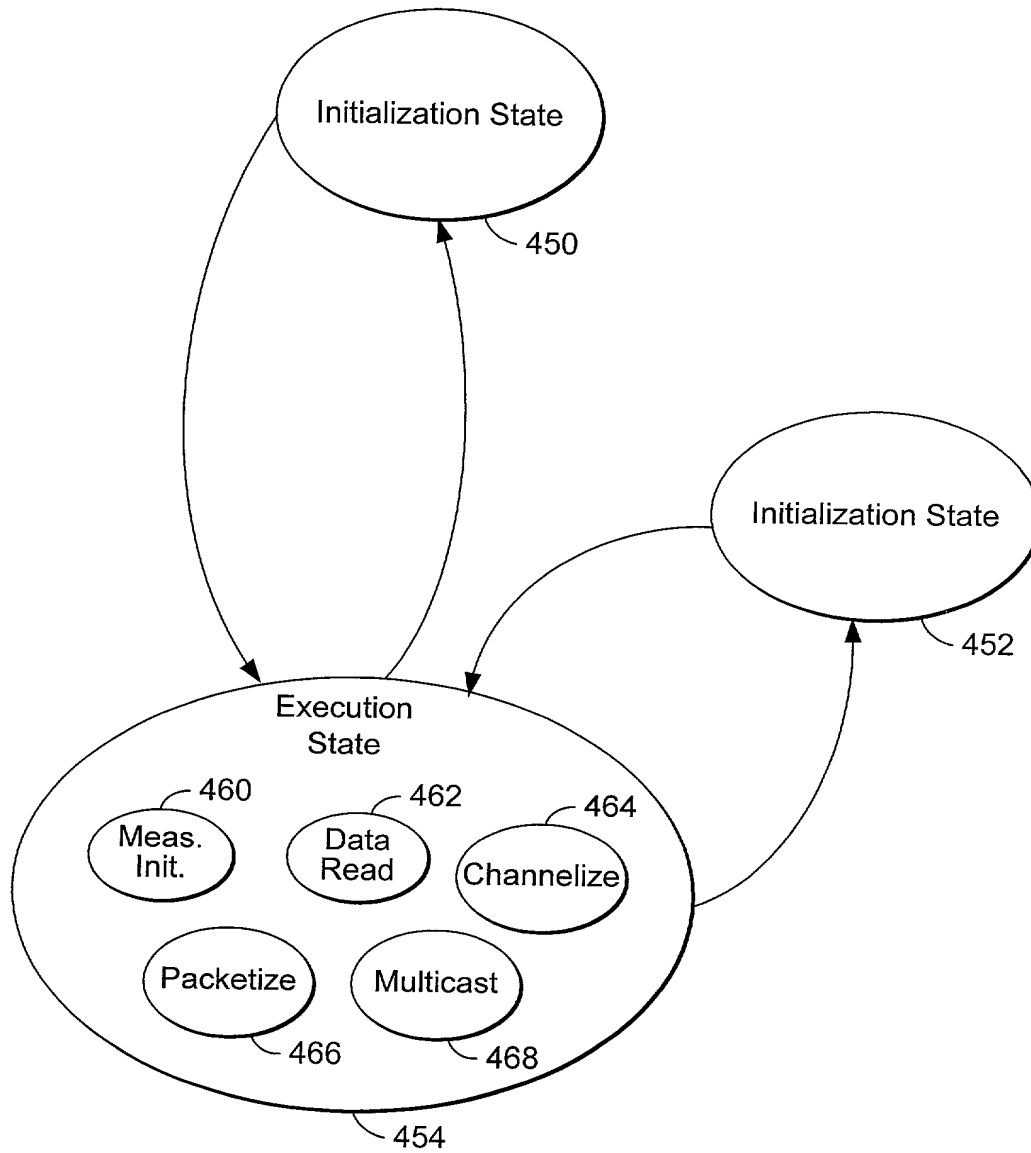 Initialization State
450
Initialization State
452
Execution
State
460
462
464
Meas.
Init.
Data
Read
Channelize
Packetize
Multicast
466
468
454